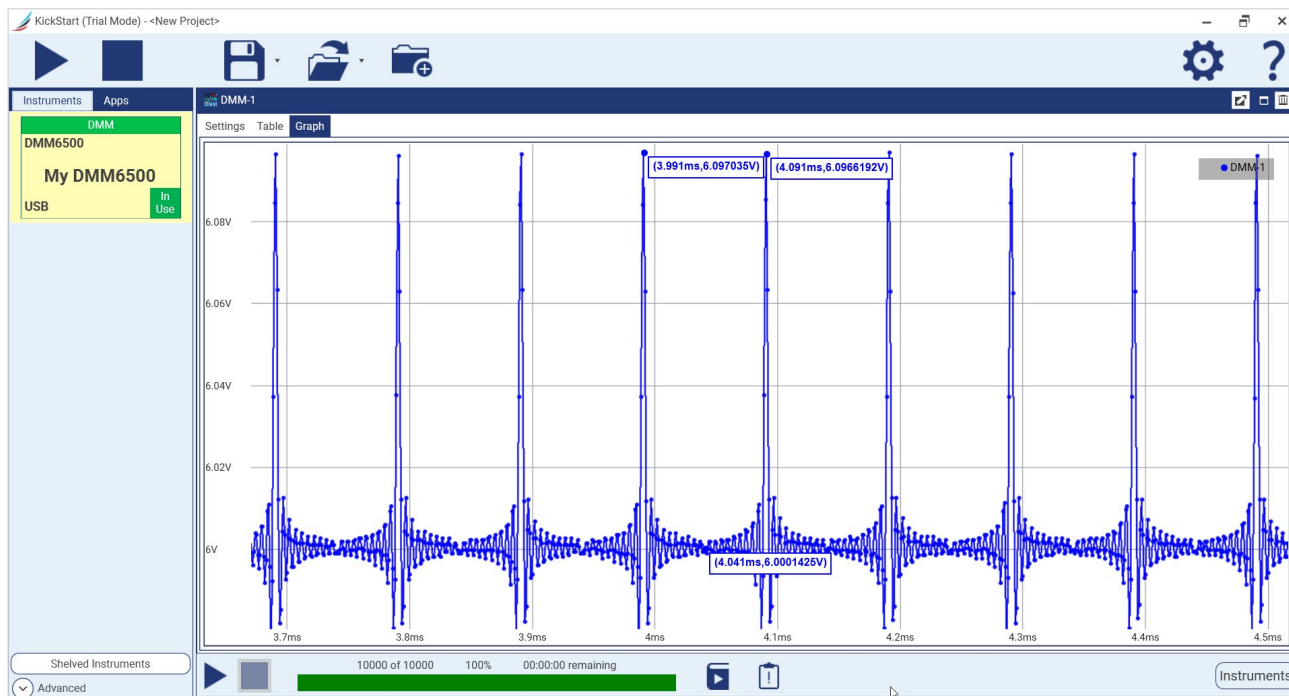 KickStart (Trial Mode) - <New Project>
Instruments Apps
DMM
DMM6500
My DMM6500
USB
In
Use
DMM-1
Settings Table Graph
(3.991ms,6.097035V) (4.091ms,6.0966192V)
DMM-1
6.08V
6.06V
6.04V
6.02V
6V
(4.041ms,6.0001425V)
3.7ms 3.8ms 3.9ms 4ms 4.1ms 4.2ms 4.3ms 4.4ms 4.5ms
Shelved Instruments
Advanced
10000 of 10000 100% 00:00:00 remaining
Instruments